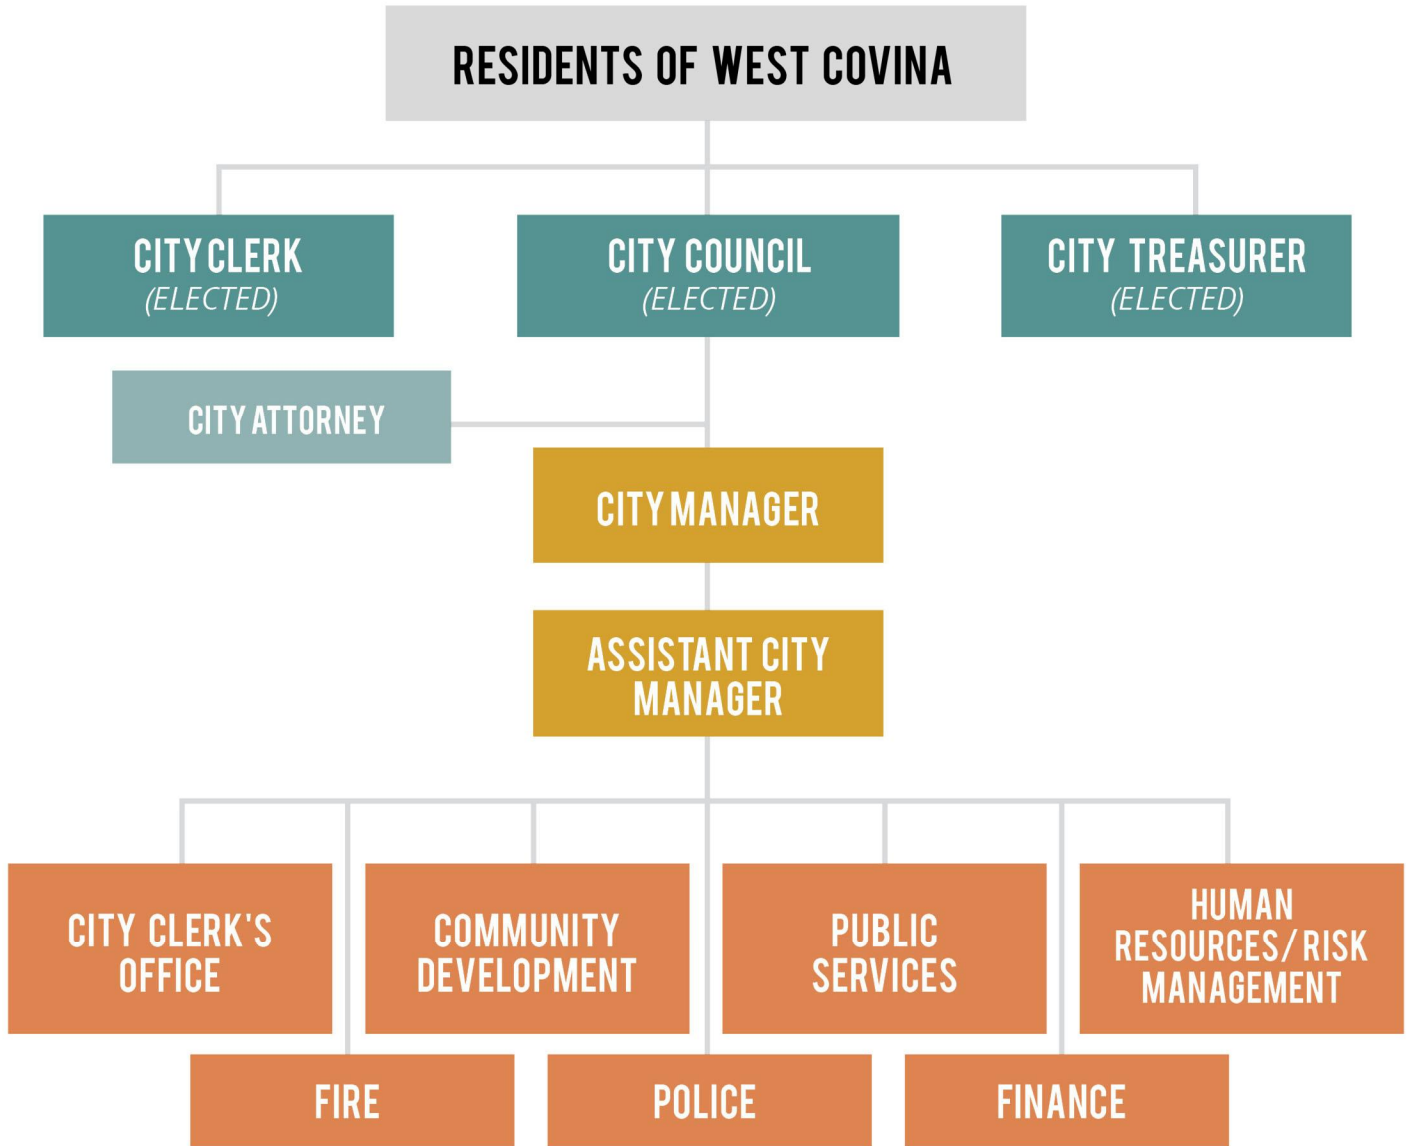 RESIDENTS OF WEST COVINA
CITY CLERK
(ELECTED)
CITY COUNCIL
(ELECTED)
CITY TREASURER
(ELECTED)
CITY ATTORNEY
CITY MANAGER
ASSISTANT CITY
MANAGER
CITY CLERK'S
OFFICE
COMMUNITY
DEVELOPMENT
PUBLIC
SERVICES
HUMAN
RESOURCES/RISK
MANAGEMENT
FIRE
POLICE
FINANCE